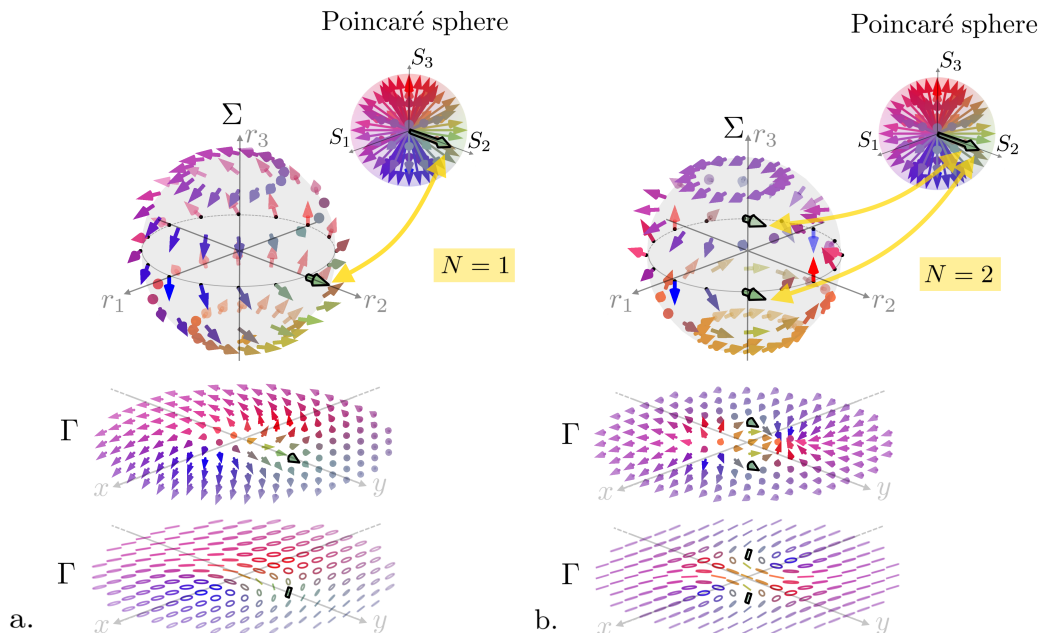 Poincaré sphere
S₃
S₁
S₂
Σ
r₃
r₁
r₂
N = 1
Γ
x
y
Γ
x
y
a.
Poincaré sphere
S₃
S₁
S₂
Σ
r₃
r₁
r₂
N = 2
Γ
x
y
Γ
x
y
b.